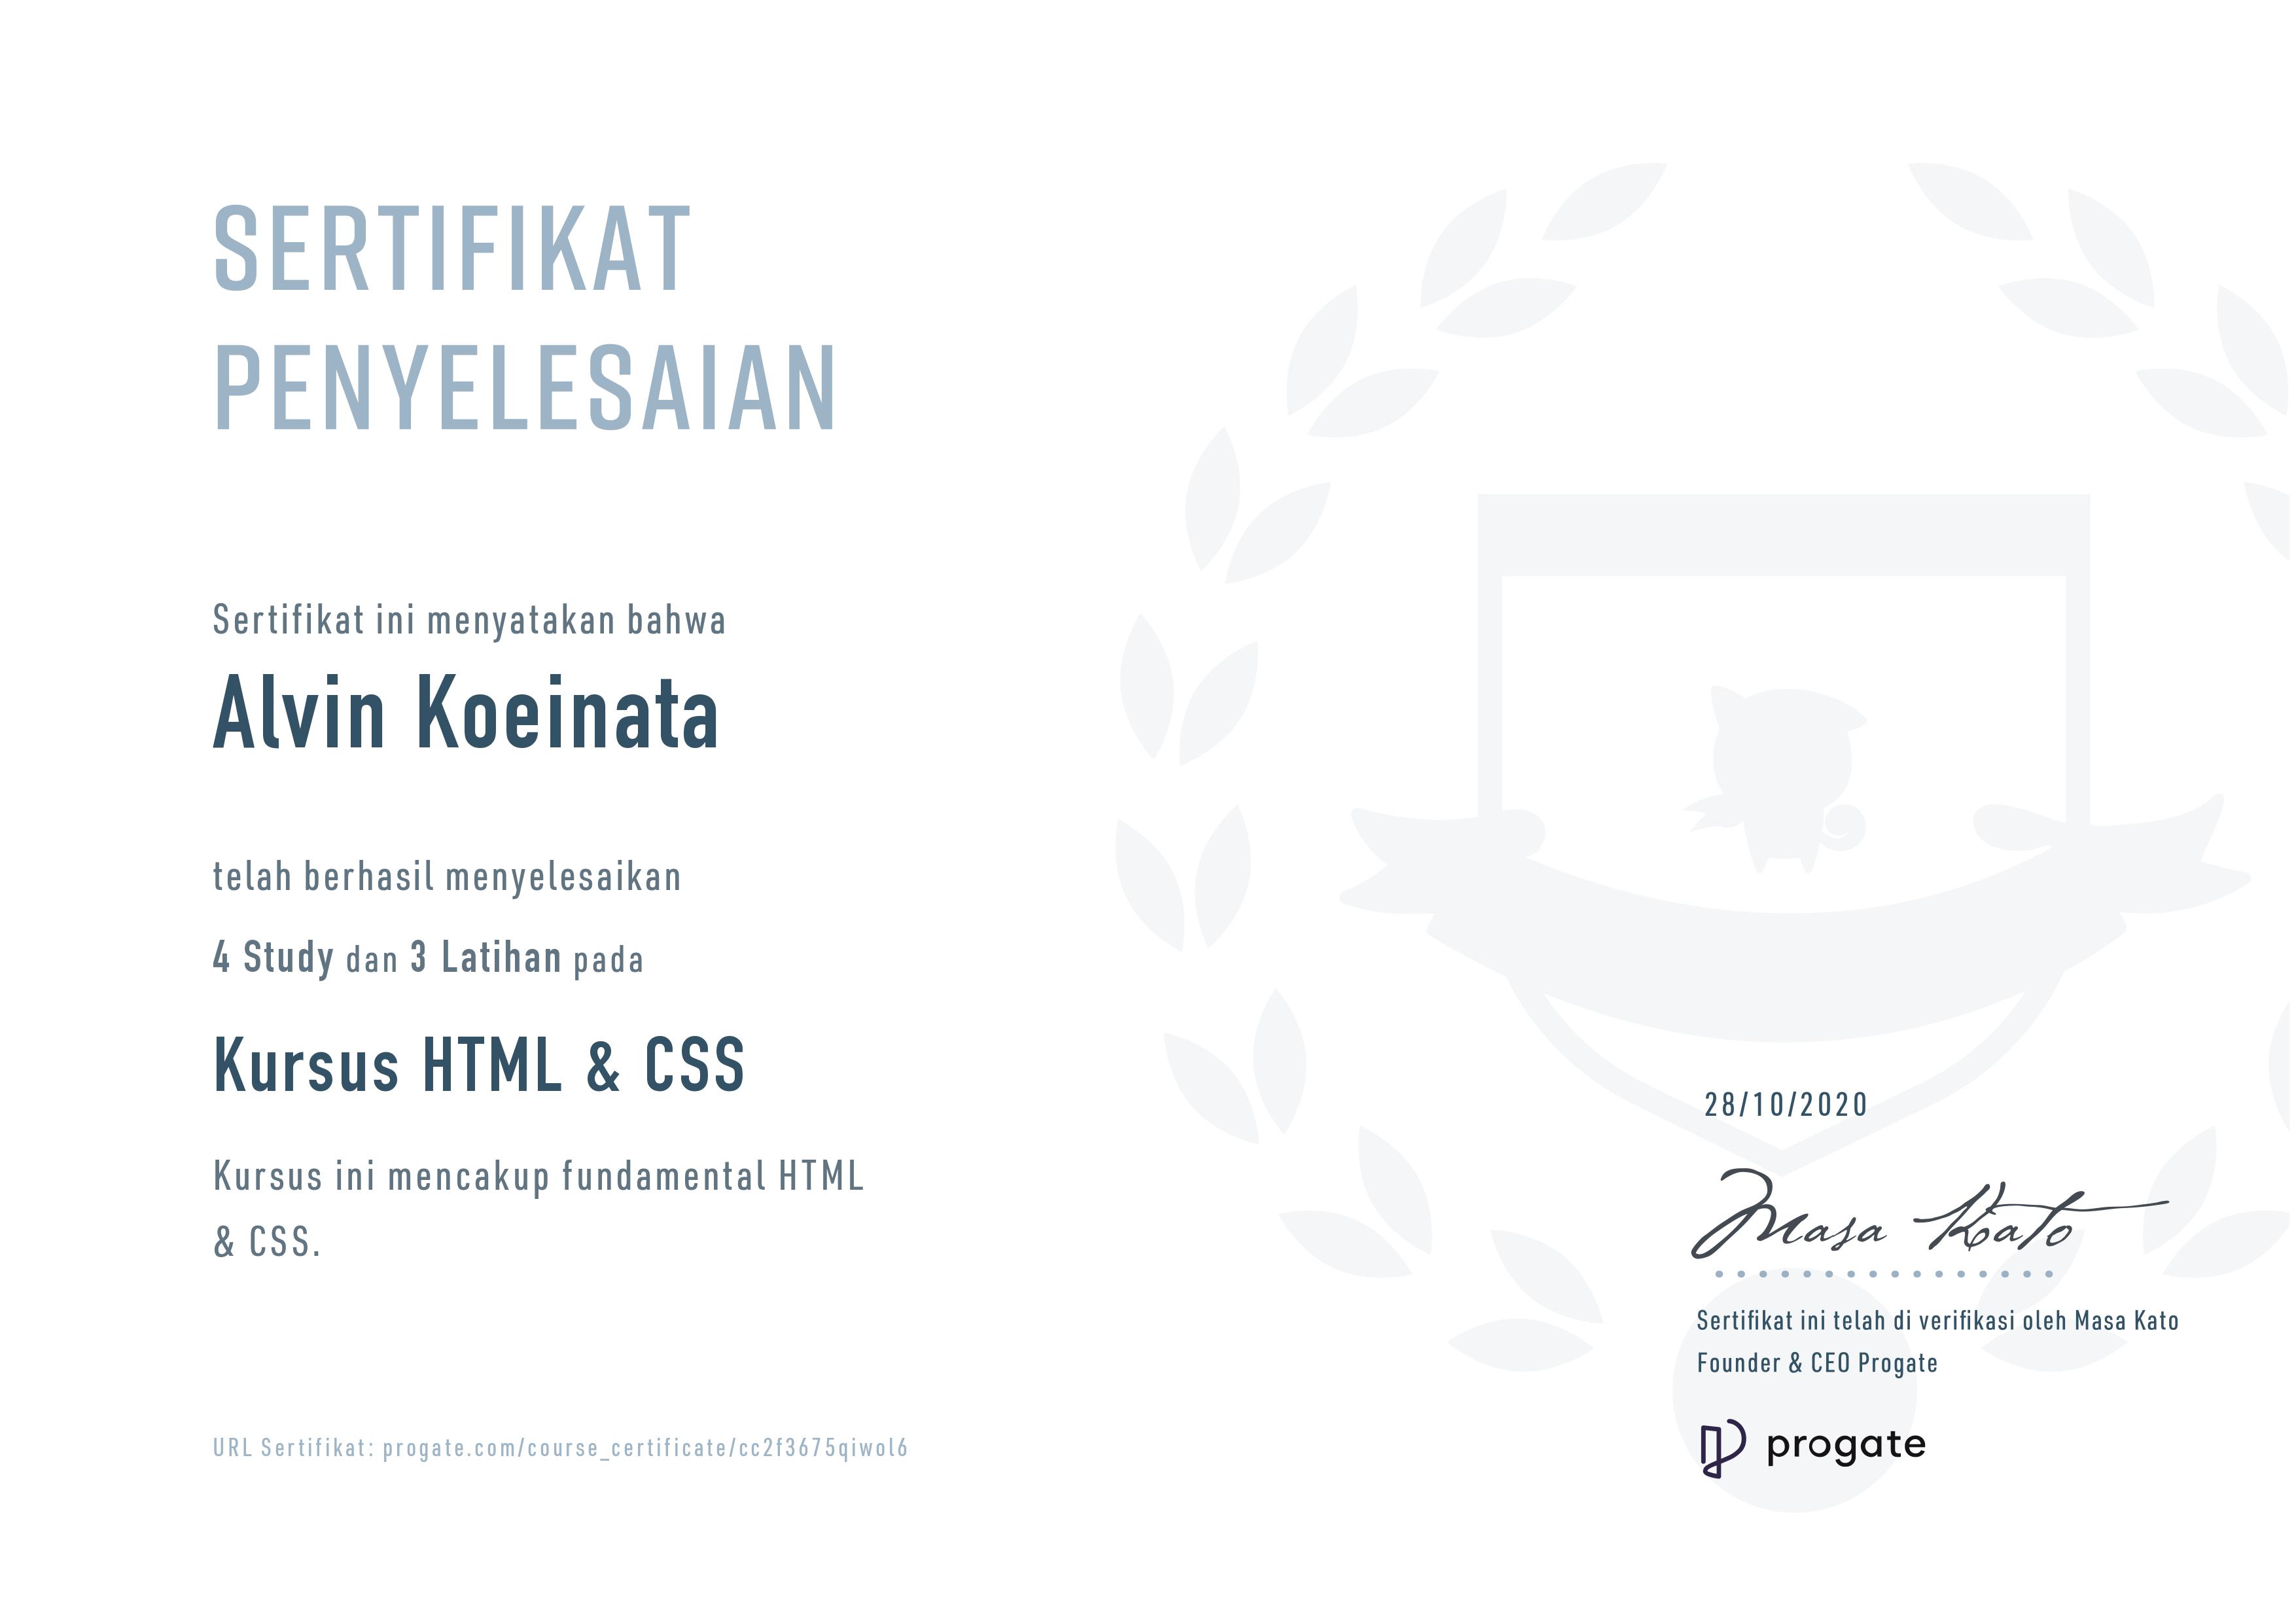 SERTIFIKAT
PENYELESAIAN
Sertifikat ini menyatakan bahwa
Alvin Koeinata
telah berhasil menyelesaikan
4 Study dan 3 Latihan pada
Kursus HTML & CSS
Kursus ini mencakup fundamental HTML
& CSS.
URL Sertifikat: progate.com/course_certificate/cc2f3675qiwol6
28/10/2020
Masa Kato
Sertifikat ini telah di verifikasi oleh Masa Kato
Founder & CEO Progate
progate